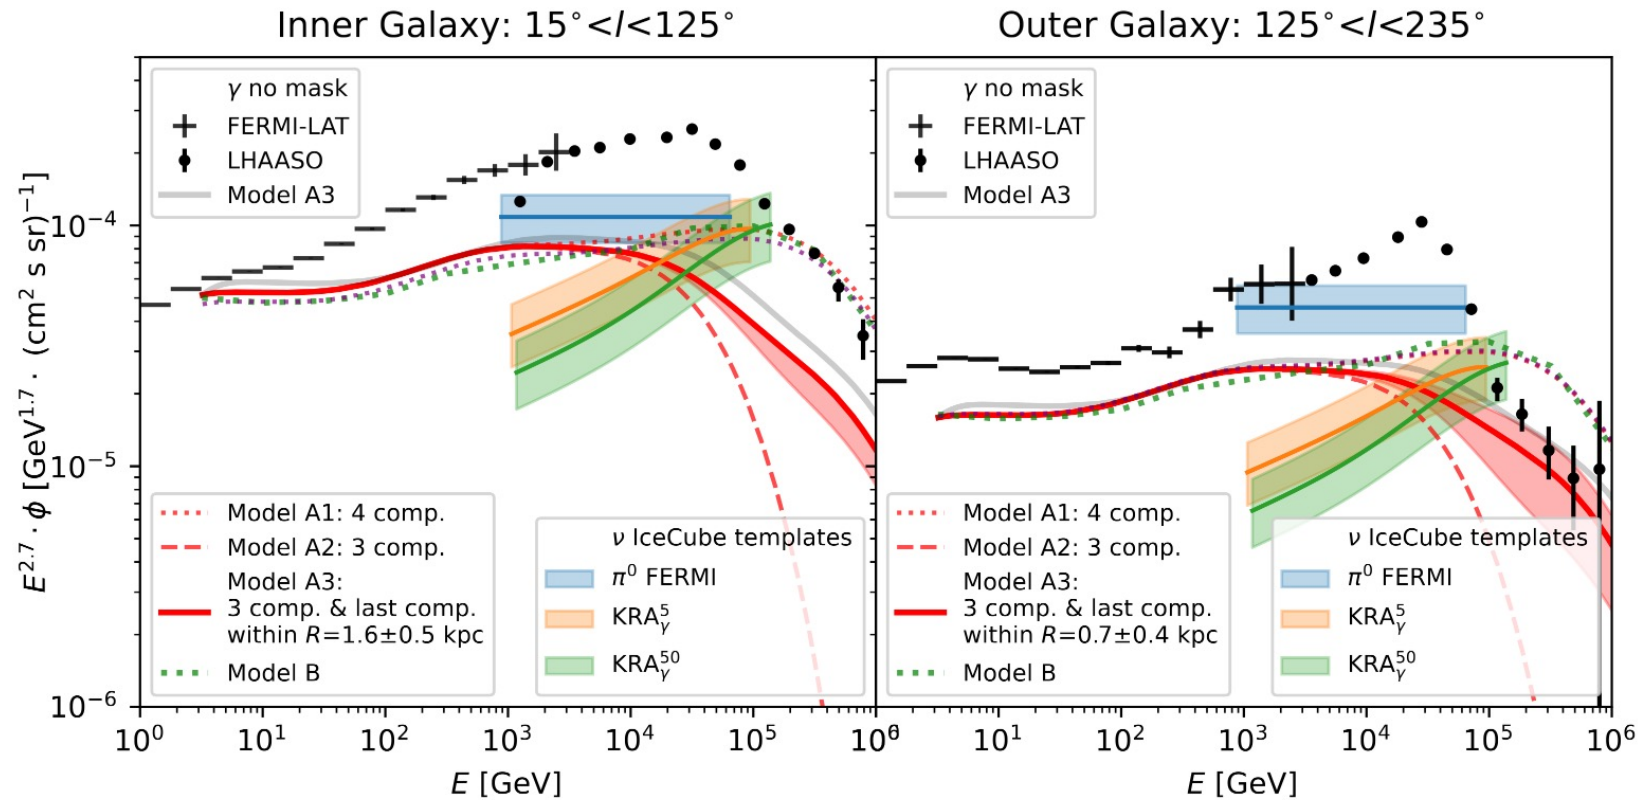 Inner Galaxy: 15°<l<125°
Outer Galaxy: 125°<l<235°
E^2.7 · ϕ [GeV^1.7 · (cm^2 s sr)^−1]
10^−4
10^−5
10^−6
γ no mask
FERMI-LAT
LHAASO
Model A3
Model A1: 4 comp.
Model A2: 3 comp.
Model A3:
3 comp. & last comp.
within R=1.6±0.5 kpc
Model B
ν IceCube templates
π^0 FERMI
KRA_γ^5
KRA_γ^50
10^0
10^1
10^2
10^3
10^4
10^5
10^6
E [GeV]
γ no mask
FERMI-LAT
LHAASO
Model A3
Model A1: 4 comp.
Model A2: 3 comp.
Model A3:
3 comp. & last comp.
within R=0.7±0.4 kpc
Model B
ν IceCube templates
π^0 FERMI
KRA_γ^5
KRA_γ^50
10^1
10^2
10^3
10^4
10^5
10^6
E [GeV]